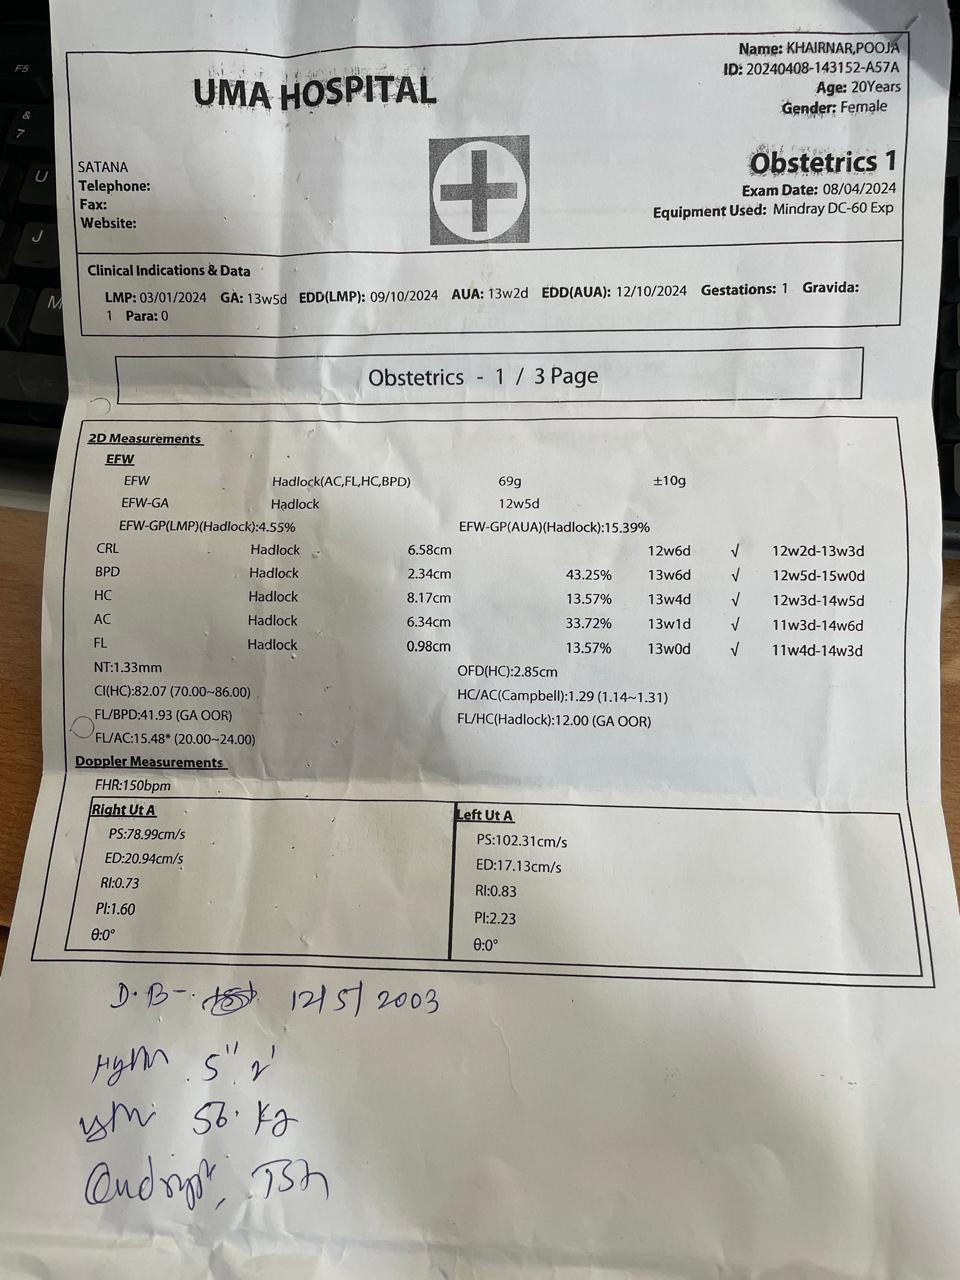 Name: KHAIRNAR,POOJA
ID: 20240408-143152-A57A
Age: 20Years
Gender: Female
UMA HOSPITAL
SATANA
Telephone:
Fax:
Website:
Obstetrics 1
Exam Date: 08/04/2024
Equipment Used: Mindray DC-60 Exp
Clinical Indications & Data
LMP: 03/01/2024 GA: 13w5d EDD(LMP): 09/10/2024 AUA: 13w2d EDD(AUA): 12/10/2024 Gestations: 1 Gravida:
1 Para: 0
Obstetrics - 1 / 3 Page
2D Measurements
EFW
EFW Hadlock(AC,FL,HC,BPD) 69g ±10g
EFW-GA Hadlock 12w5d
EFW-GP(LMP)(Hadlock):4.55% EFW-GP(AUA)(Hadlock):15.39%
CRL Hadlock 6.58cm 12w6d √ 12w2d-13w3d
BPD Hadlock 2.34cm 43.25% 13w6d √ 12w5d-15w0d
HC Hadlock 8.17cm 13.57% 13w4d √ 12w3d-14w5d
AC Hadlock 6.34cm 33.72% 13w1d √ 11w3d-14w6d
FL Hadlock 0.98cm 13.57% 13w0d √ 11w4d-14w3d
NT:1.33mm OFD(HC):2.85cm
CI(HC):82.07 (70.00~86.00) HC/AC(Campbell):1.29 (1.14~1.31)
FL/BPD:41.93 (GA OOR) FL/HC(Hadlock):12.00 (GA OOR)
FL/AC:15.48* (20.00~24.00)
Doppler Measurements
FHR:150bpm
Right Ut A
PS:78.99cm/s
ED:20.94cm/s
RI:0.73
PI:1.60
θ:0°
Left Ut A
PS:102.31cm/s
ED:17.13cm/s
RI:0.83
PI:2.23
θ:0°
D.B- 12/5/2003
5" 2'
56. Kg